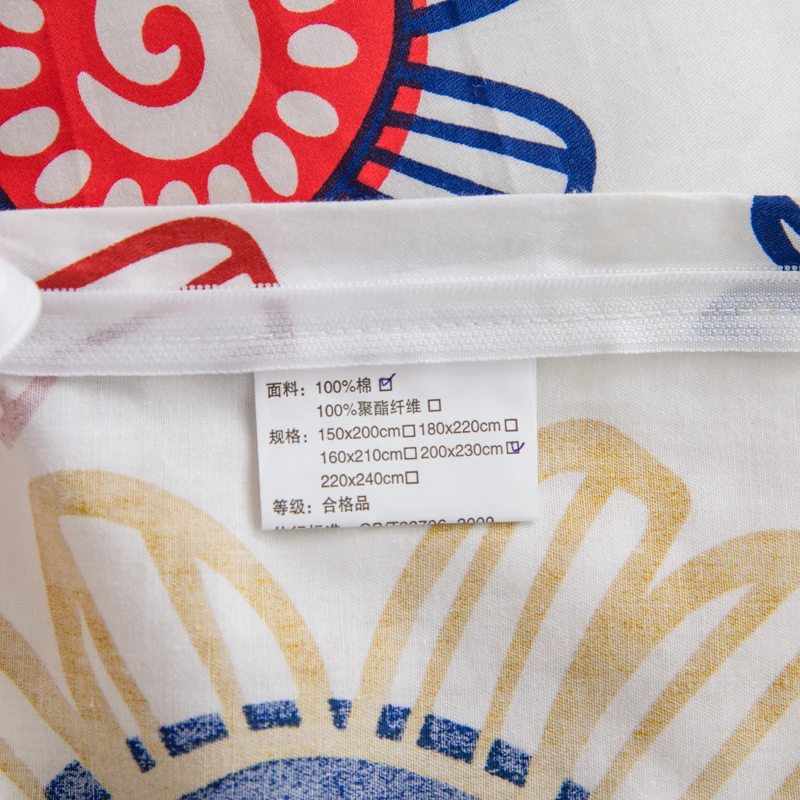 面料：100%棉 ☑
100%聚酯纤维 □
规格：150x200cm□ 180x220cm□
160x210cm□ 200x230cm☑
220x240cm□
等级：合格品